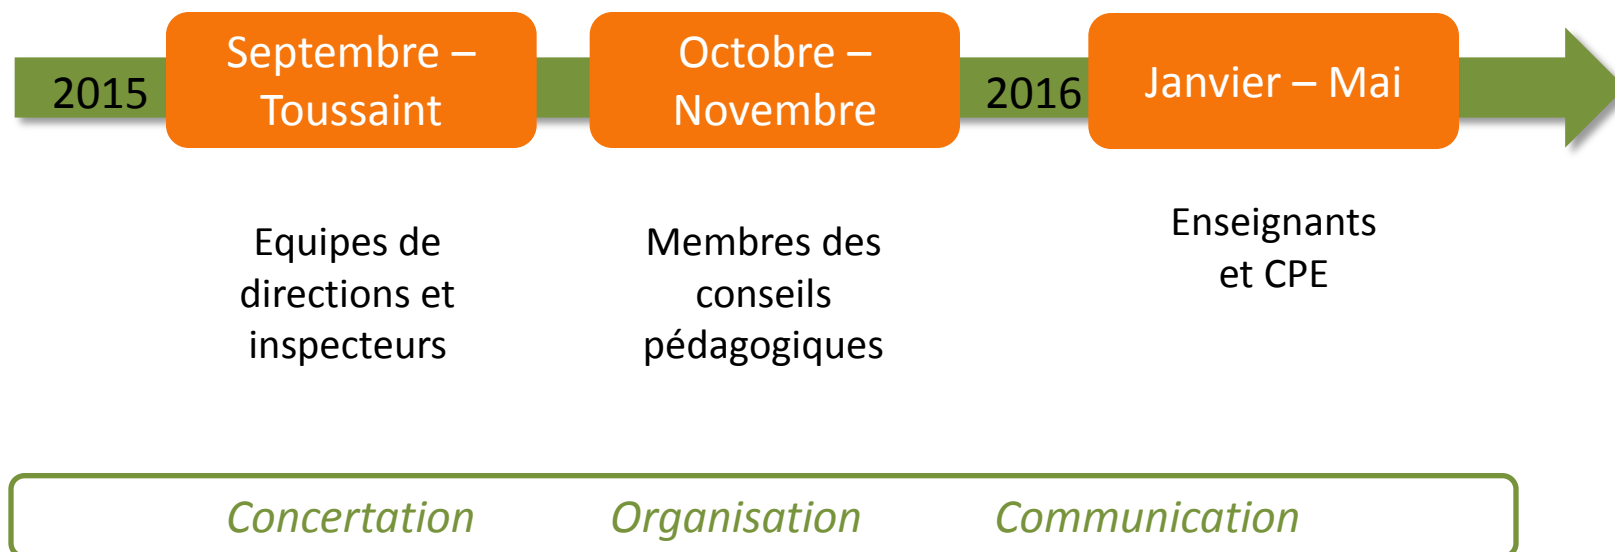 2015
Septembre –
Toussaint
Octobre –
Novembre
2016
Janvier – Mai
Equipes de
directions et
inspecteurs
Membres des
conseils
pédagogiques
Enseignants
et CPE
Concertation
Organisation
Communication